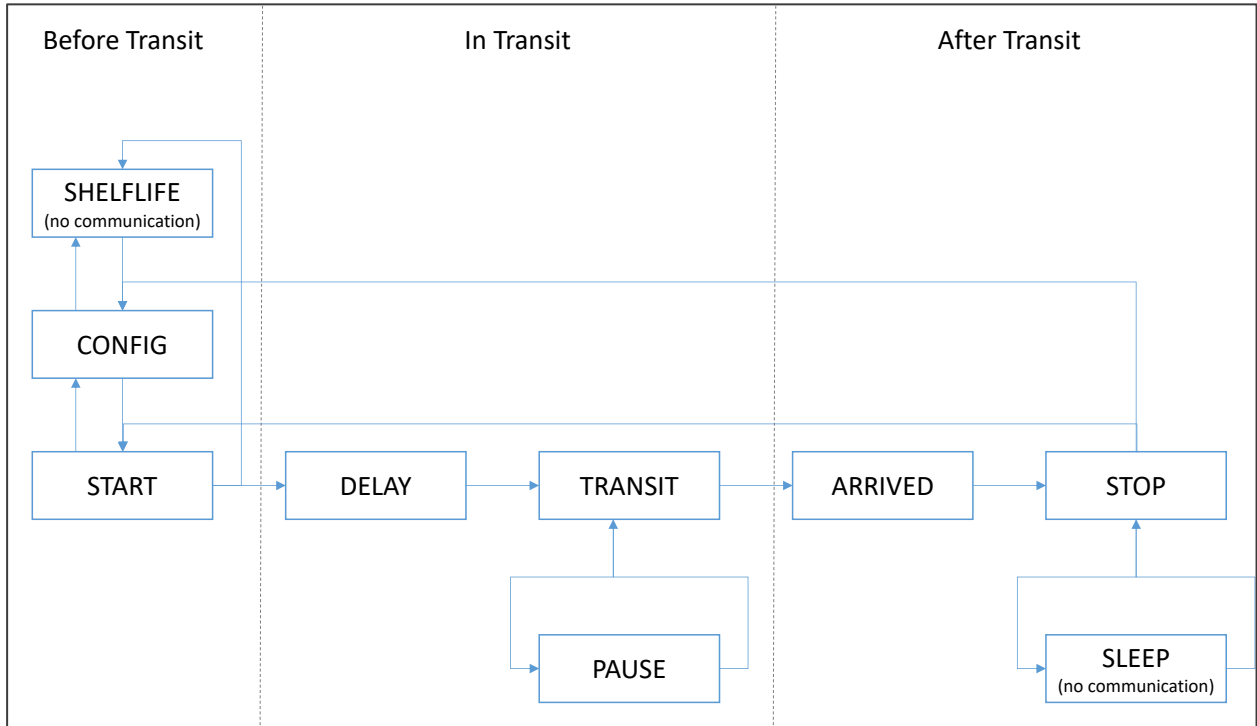 Before Transit
In Transit
After Transit
SHELFLIFE
(no communication)
CONFIG
START
DELAY
TRANSIT
ARRIVED
STOP
PAUSE
SLEEP
(no communication)